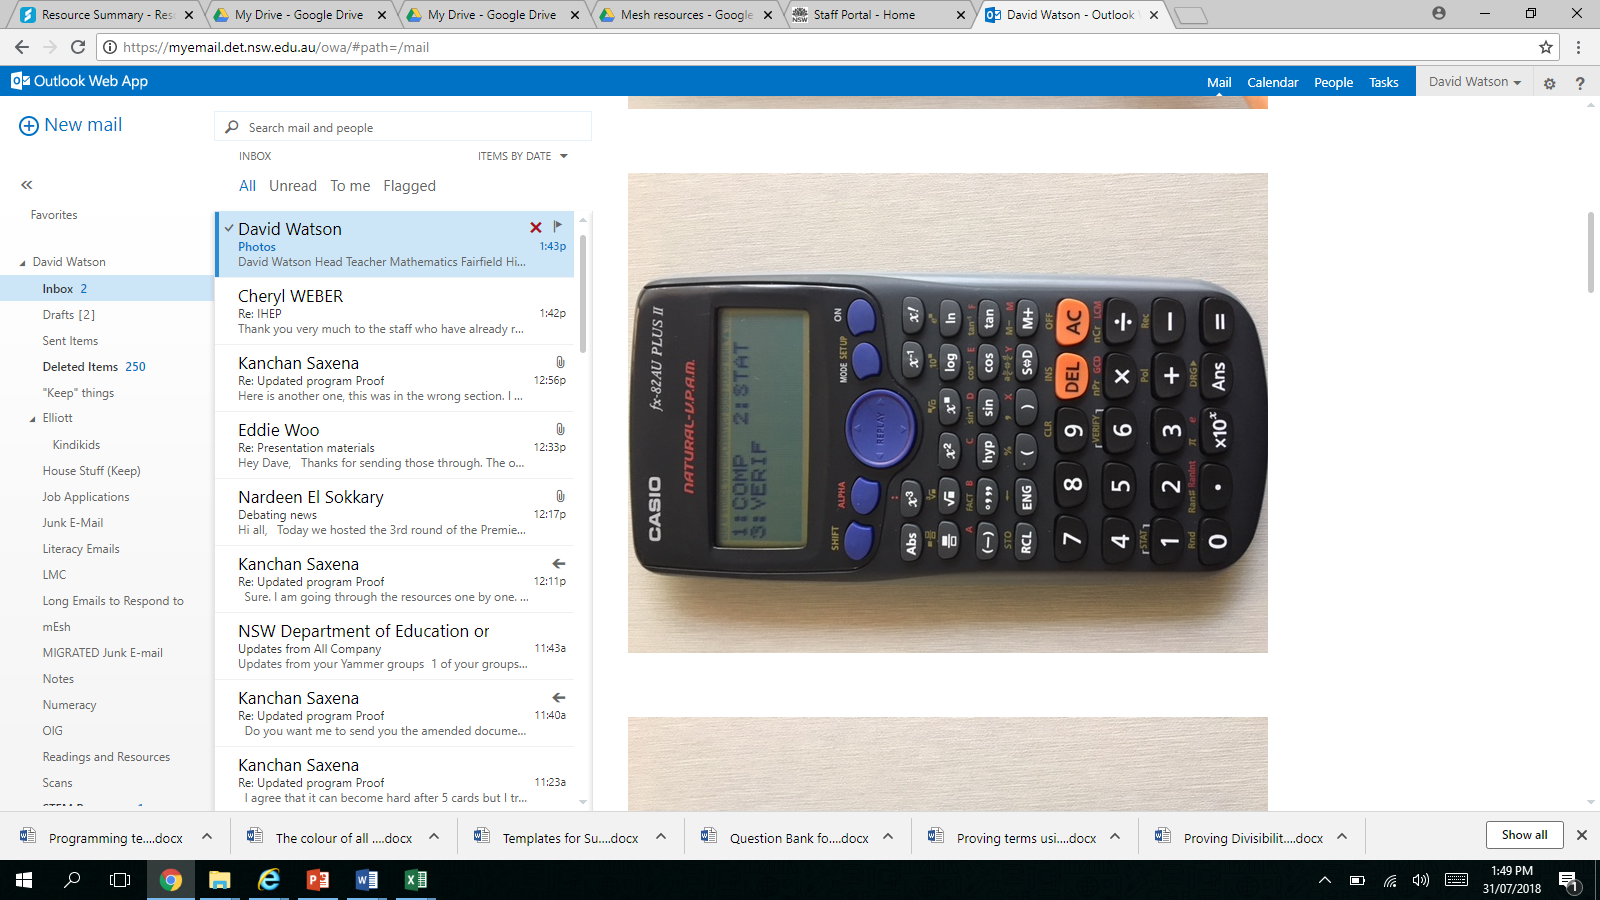 Resource Summary - Reso
My Drive - Google Drive
My Drive - Google Drive
Mesh resources - Google
Staff Portal - Home
David Watson - Outlook
https://myemail.det.nsw.edu.au/owa/#path=/mail
Outlook Web App
Mail Calendar People Tasks David Watson ?
New mail
Search mail and people
INBOX ITEMS BY DATE
All Unread To me Flagged
«
Favorites
David Watson
Inbox 2
Drafts [2]
Sent Items
Deleted Items 250
"Keep" things
Elliott
Kindikids
House Stuff (Keep)
Job Applications
Junk E-Mail
Literacy Emails
LMC
Long Emails to Respond to
mEsh
MIGRATED Junk E-mail
Notes
Numeracy
OIG
Readings and Resources
Scans
David Watson
Photos 1:43p
David Watson Head Teacher Mathematics Fairfield Hi...
Cheryl WEBER
Re: IHEP 1:42p
Thank you very much to the staff who have already r...
Kanchan Saxena
Re: Updated program Proof 12:56p
Here is another one, this was in the wrong section. I ...
Eddie Woo
Re: Presentation materials 12:33p
Hey Dave, Thanks for sending those through. The o...
Nardeen El Sokkary
Debating news 12:17p
Hi all, Today we hosted the 3rd round of the Premie...
Kanchan Saxena
Re: Updated program Proof 12:11p
Sure. I am going through the resources one by one. ...
NSW Department of Education or
Updates from All Company 11:43a
Updates from your Yammer groups 1 of your groups...
Kanchan Saxena
Re: Updated program Proof 11:40a
Do you want me to send you the amended docume...
Kanchan Saxena
Re: Updated program Proof 11:23a
I agree that it can become hard after 5 cards but I tr...
CASIO fx-82AU PLUS II
NATURAL-V.P.A.M.
1:COMP 2:STAT
3:VERIF
SHIFT ALPHA MODE SETUP ON
REPLAY
Abs x³ x⁻¹ x!
√ x² x■ log ln
(−) °’” hyp sin cos tan
RCL ENG ( ) S⇔D M+
7 8 9 DEL AC
4 5 6 × ÷
1 2 3 + −
0 • ×10ˣ Ans =
Programming te....docx
The colour of all ....docx
Templates for Su....docx
Question Bank fo....docx
Proving terms usi....docx
Proving Divisibilit....docx
Show all
1:49 PM
31/07/2018
1